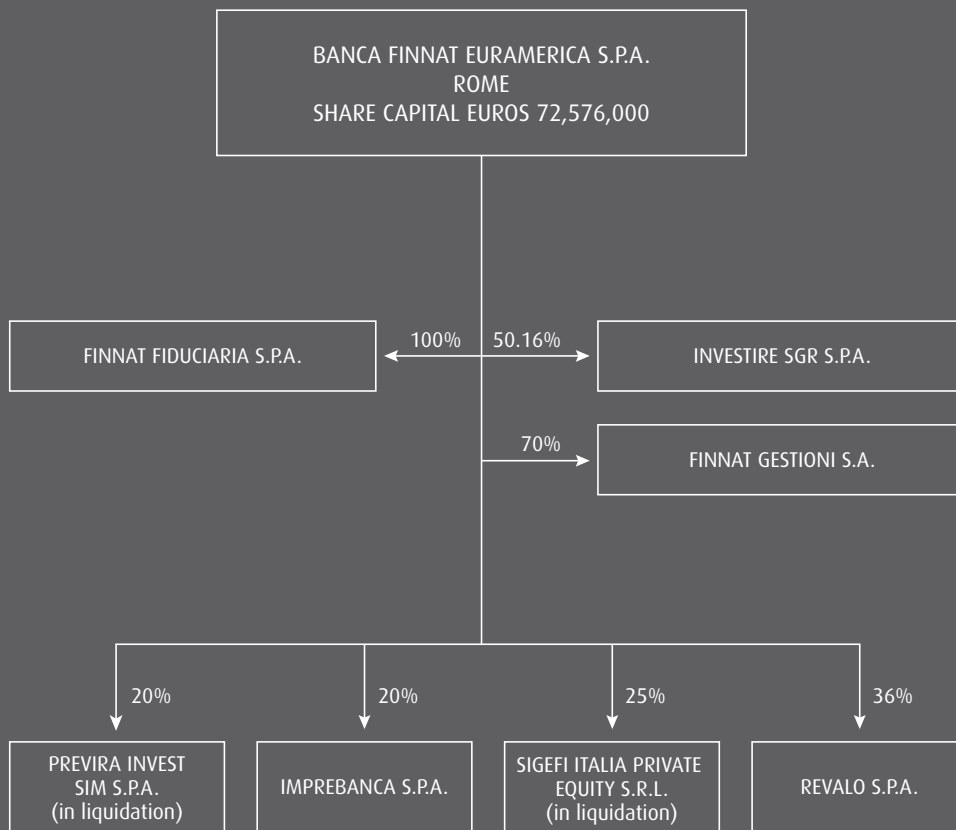 BANCA FINNAT EURAMERICA S.P.A.
ROME
SHARE CAPITAL EUROS 72,576,000
FINNAT FIDUCIARIA S.P.A.
100%
50.16%
INVESTIRE SGR S.P.A.
70%
FINNAT GESTIONI S.A.
20%
20%
25%
36%
PREVIRA INVEST
SIM S.P.A.
(in liquidation)
IMPREBANCA S.P.A.
SIGEFI ITALIA PRIVATE
EQUITY S.R.L.
(in liquidation)
REVALO S.P.A.